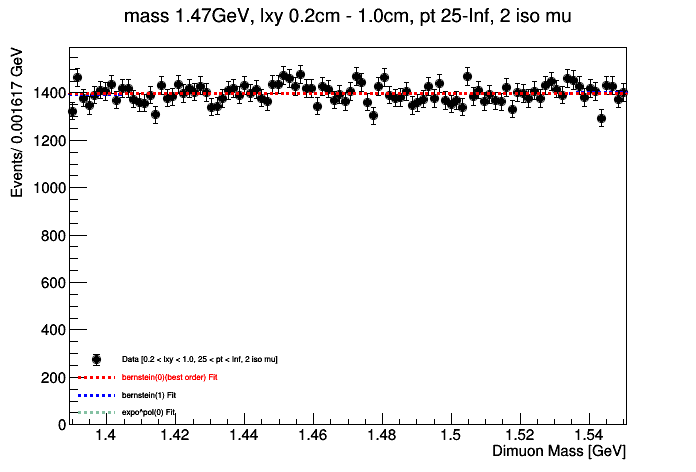 mass 1.47GeV, lxy 0.2cm - 1.0cm, pt 25-Inf, 2 iso mu
Events/ 0.001617 GeV
1400
1200
1000
800
600
400
200
0
Data [0.2 < lxy < 1.0, 25 < pt < Inf, 2 iso mu]
bernstein(0)(best order) Fit
bernstein(1) Fit
expo^pol(0) Fit
1.4 1.42 1.44 1.46 1.48 1.5 1.52 1.54
Dimuon Mass [GeV]